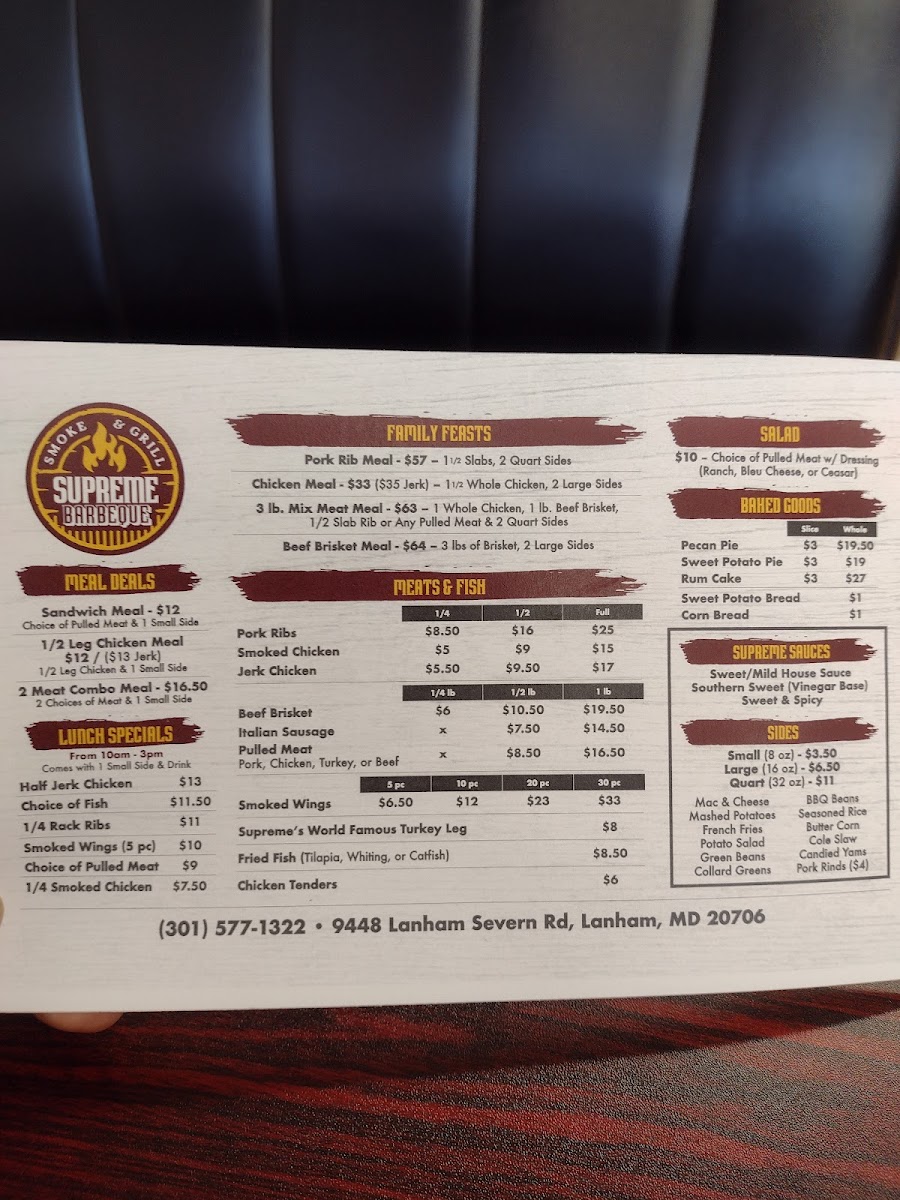 SMOKE & GRILL
SUPREME
BARBEQUE
MEAL DEALS
Sandwich Meal - $12
Choice of Pulled Meat & 1 Small Side
1/2 Leg Chicken Meal
$12 / ($13 Jerk)
1/2 Leg Chicken & 1 Small Side
2 Meat Combo Meal - $16.50
2 Choices of Meat & 1 Small Side
LUNCH SPECIALS
From 10am - 3pm
Comes with 1 Small Side & Drink
Half Jerk Chicken $13
Choice of Fish $11.50
1/4 Rack Ribs $11
Smoked Wings (5 pc) $10
Choice of Pulled Meat $9
1/4 Smoked Chicken $7.50
FAMILY FEASTS
Pork Rib Meal - $57 – 1 1/2 Slabs, 2 Quart Sides
Chicken Meal - $33 ($35 Jerk) – 1 1/2 Whole Chicken, 2 Large Sides
3 lb. Mix Meat Meal - $63 – 1 Whole Chicken, 1 lb. Beef Brisket,
1/2 Slab Rib or Any Pulled Meat & 2 Quart Sides
Beef Brisket Meal - $64 – 3 lbs of Brisket, 2 Large Sides
MEATS & FISH
1/4 1/2 Full
Pork Ribs $8.50 $16 $25
Smoked Chicken $5 $9 $15
Jerk Chicken $5.50 $9.50 $17
1/4 lb 1/2 lb 1 lb
Beef Brisket $6 $10.50 $19.50
Italian Sausage x $7.50 $14.50
Pulled Meat x $8.50 $16.50
Pork, Chicken, Turkey, or Beef
5 pc 10 pc 20 pc 30 pc
Smoked Wings $6.50 $12 $23 $33
Supreme's World Famous Turkey Leg $8
Fried Fish (Tilapia, Whiting, or Catfish) $8.50
Chicken Tenders $6
SALAD
$10 – Choice of Pulled Meat w/ Dressing
(Ranch, Bleu Cheese, or Ceasar)
BAKED GOODS
Slice Whole
Pecan Pie $3 $19.50
Sweet Potato Pie $3 $19
Rum Cake $3 $27
Sweet Potato Bread $1
Corn Bread $1
SUPREME SAUCES
Sweet/Mild House Sauce
Southern Sweet (Vinegar Base)
Sweet & Spicy
SIDES
Small (8 oz) - $3.50
Large (16 oz) - $6.50
Quart (32 oz) - $11
Mac & Cheese BBQ Beans
Mashed Potatoes Seasoned Rice
French Fries Butter Corn
Potato Salad Cole Slaw
Green Beans Candied Yams
Collard Greens Pork Rinds ($4)
(301) 577-1322 • 9448 Lanham Severn Rd, Lanham, MD 20706